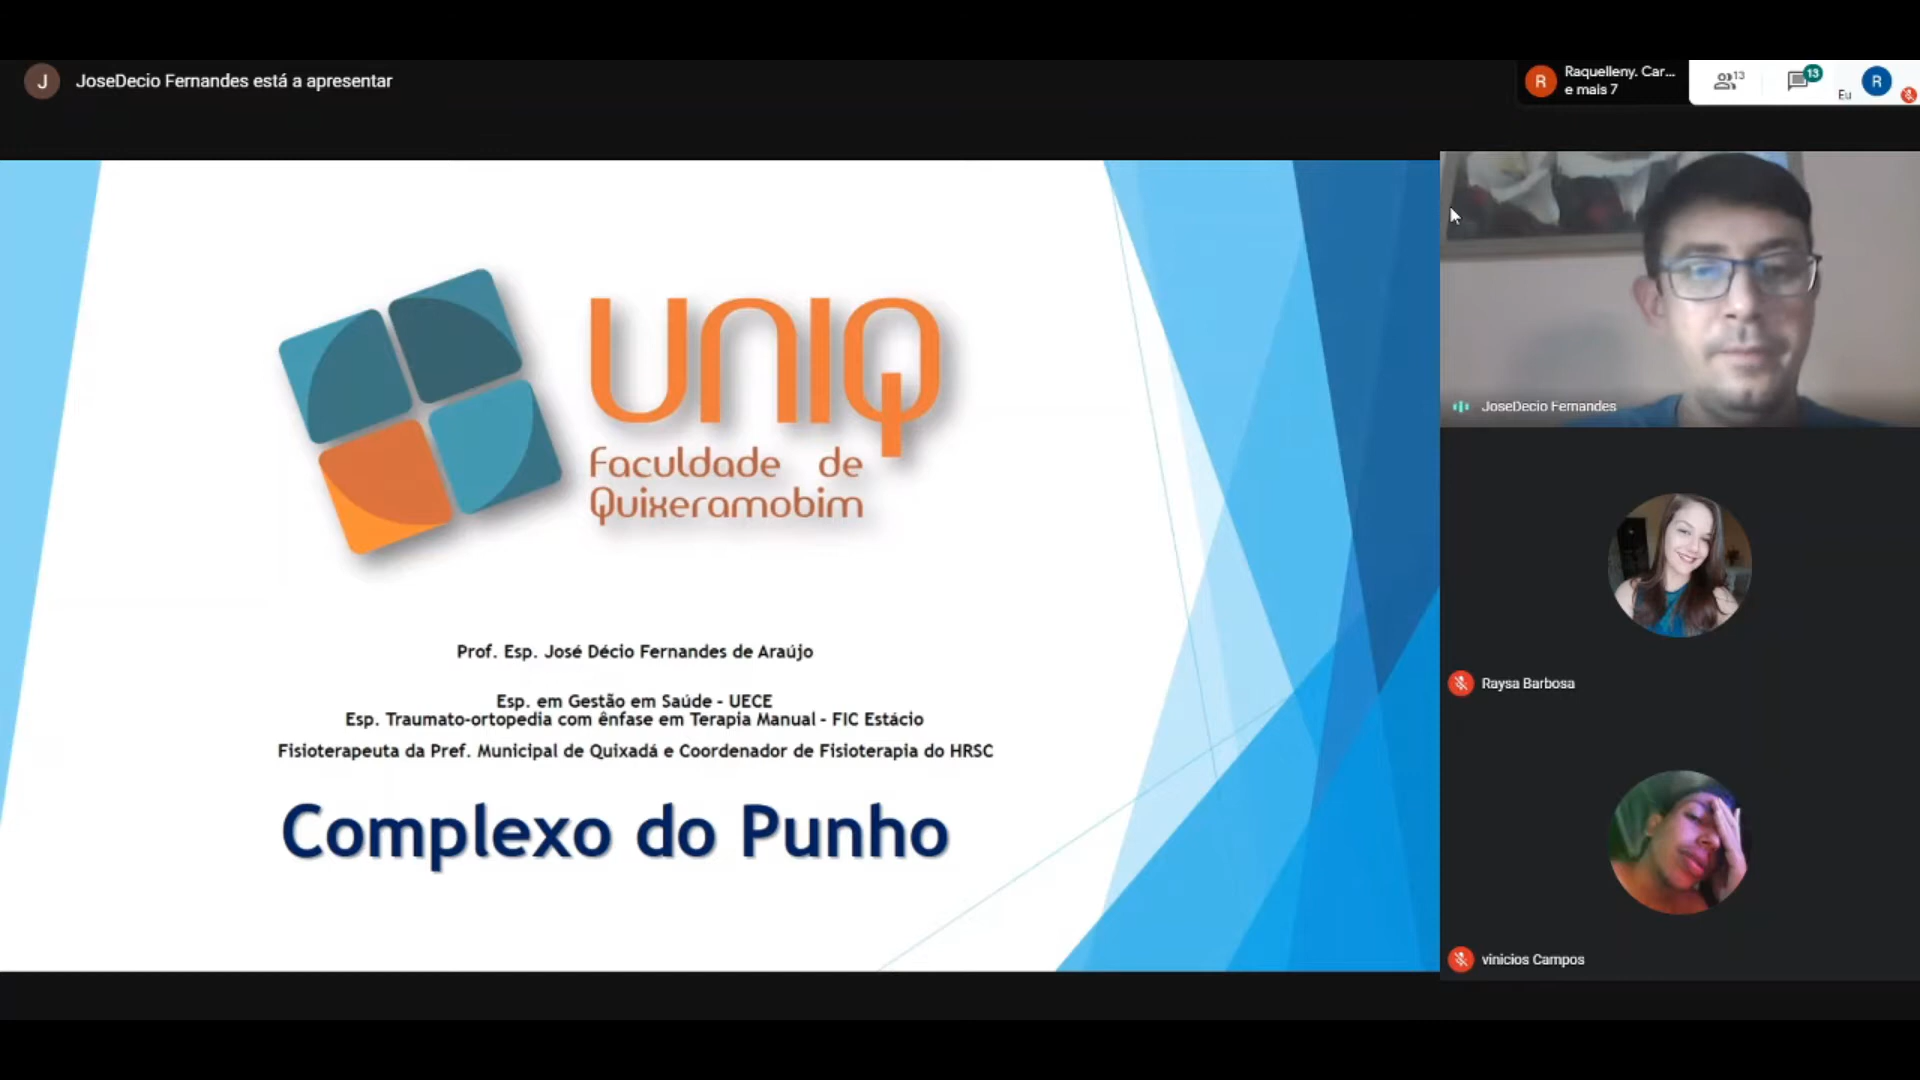 J
JoseDecio Fernandes está a apresentar
R
Raquelleny. Car...
e mais 7
13
13
Eu
R
UNIQ
Faculdade de
Quixeramobim
Prof. Esp. José Décio Fernandes de Araújo
Esp. em Gestão em Saúde - UECE
Esp. Traumato-ortopedia com ênfase em Terapia Manual - FIC Estácio
Fisioterapeuta da Pref. Municipal de Quixadá e Coordenador de Fisioterapia do HRSC
Complexo do Punho
JoseDecio Fernandes
Raysa Barbosa
vinicios Campos